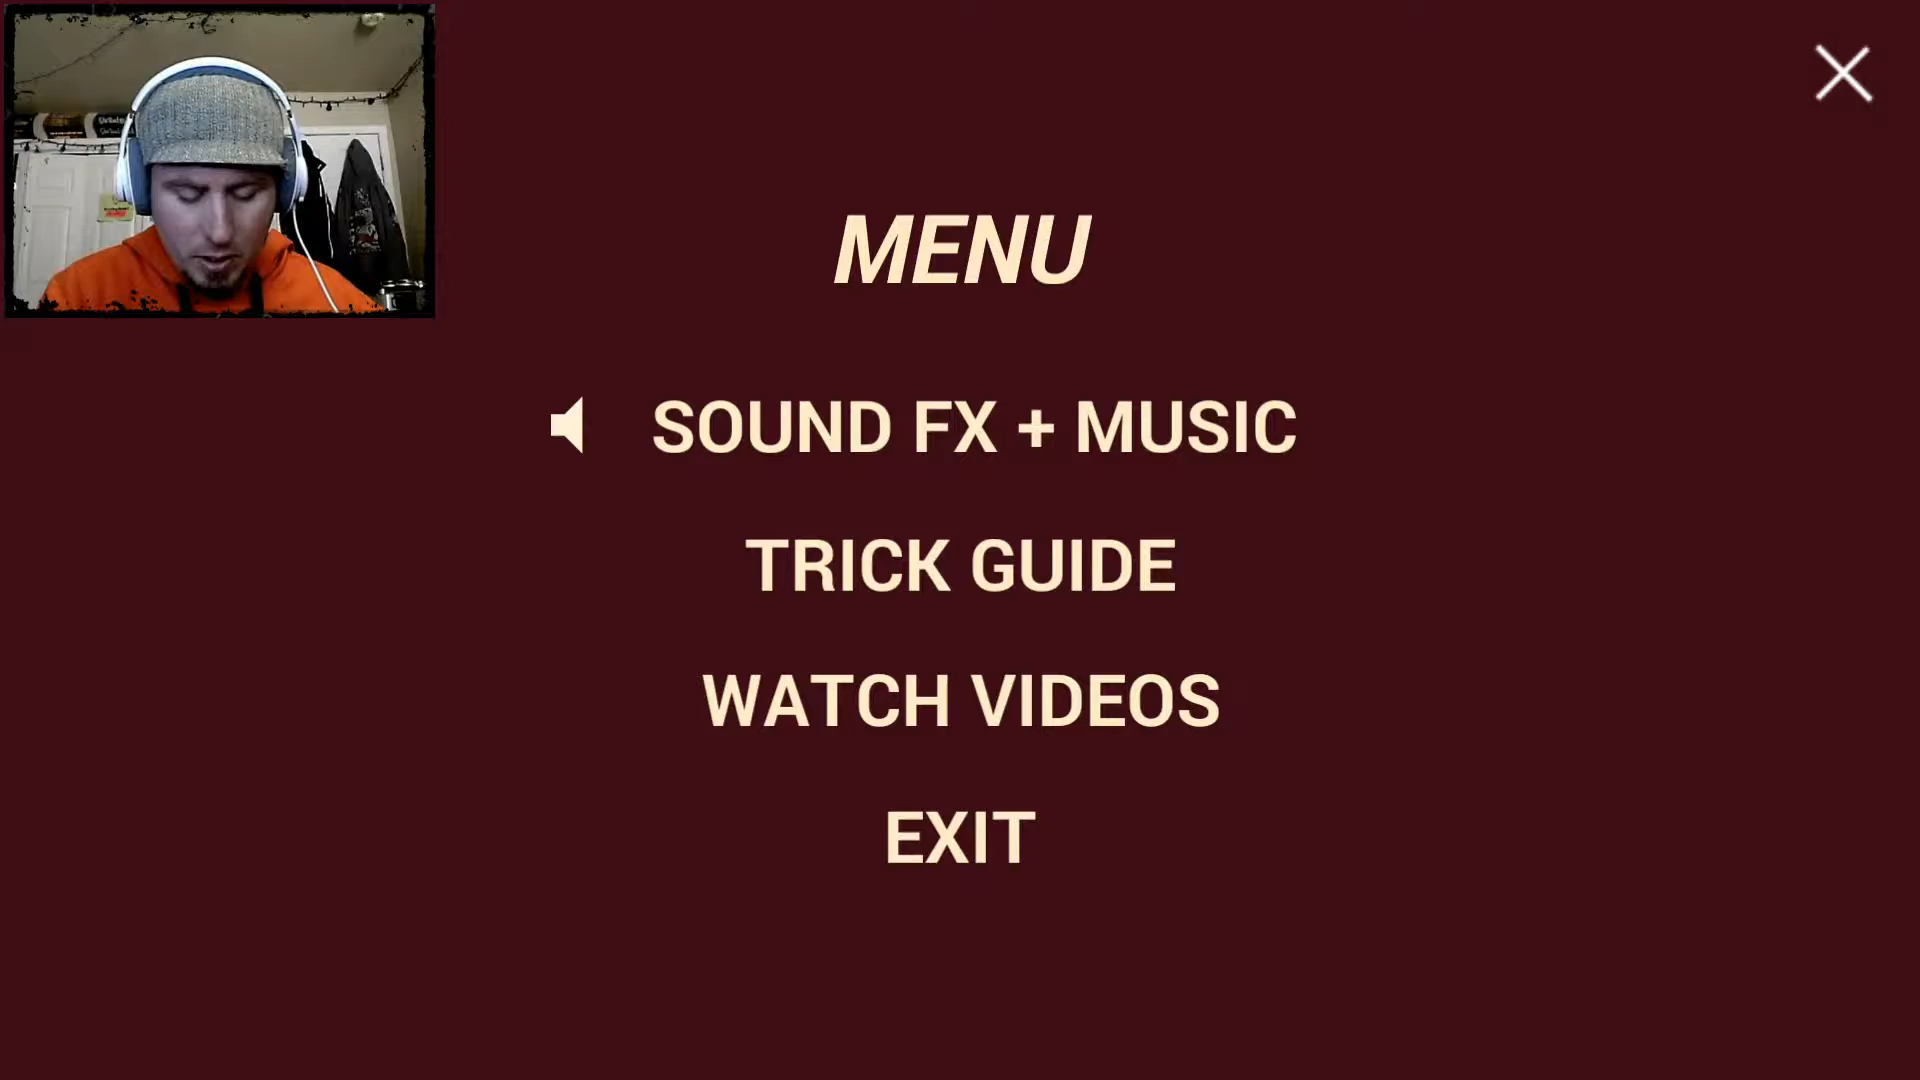 MENU
SOUND FX + MUSIC
TRICK GUIDE
WATCH VIDEOS
EXIT